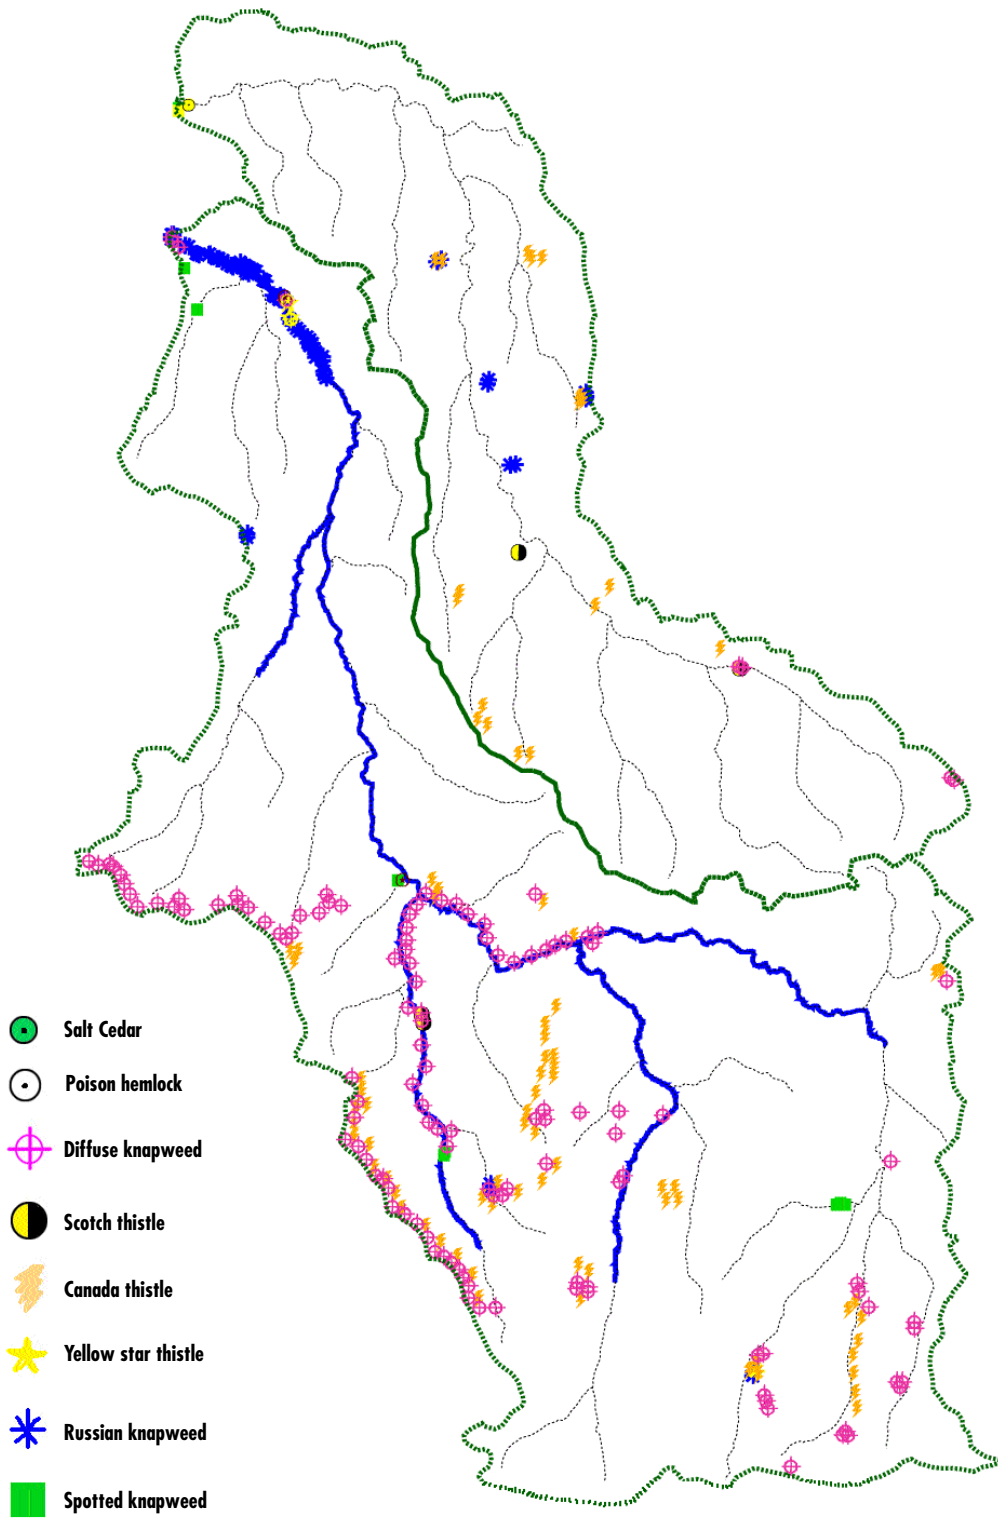 Salt Cedar
Poison hemlock
Diffuse knapweed
Scotch thistle
Canada thistle
Yellow star thistle
Russian knapweed
Spotted knapweed